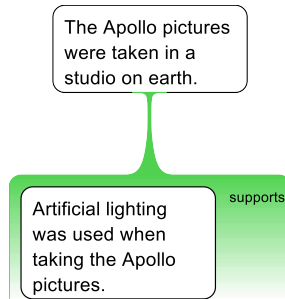 The Apollo pictures
were taken in a
studio on earth.
supports
Artificial lighting
was used when
taking the Apollo
pictures.